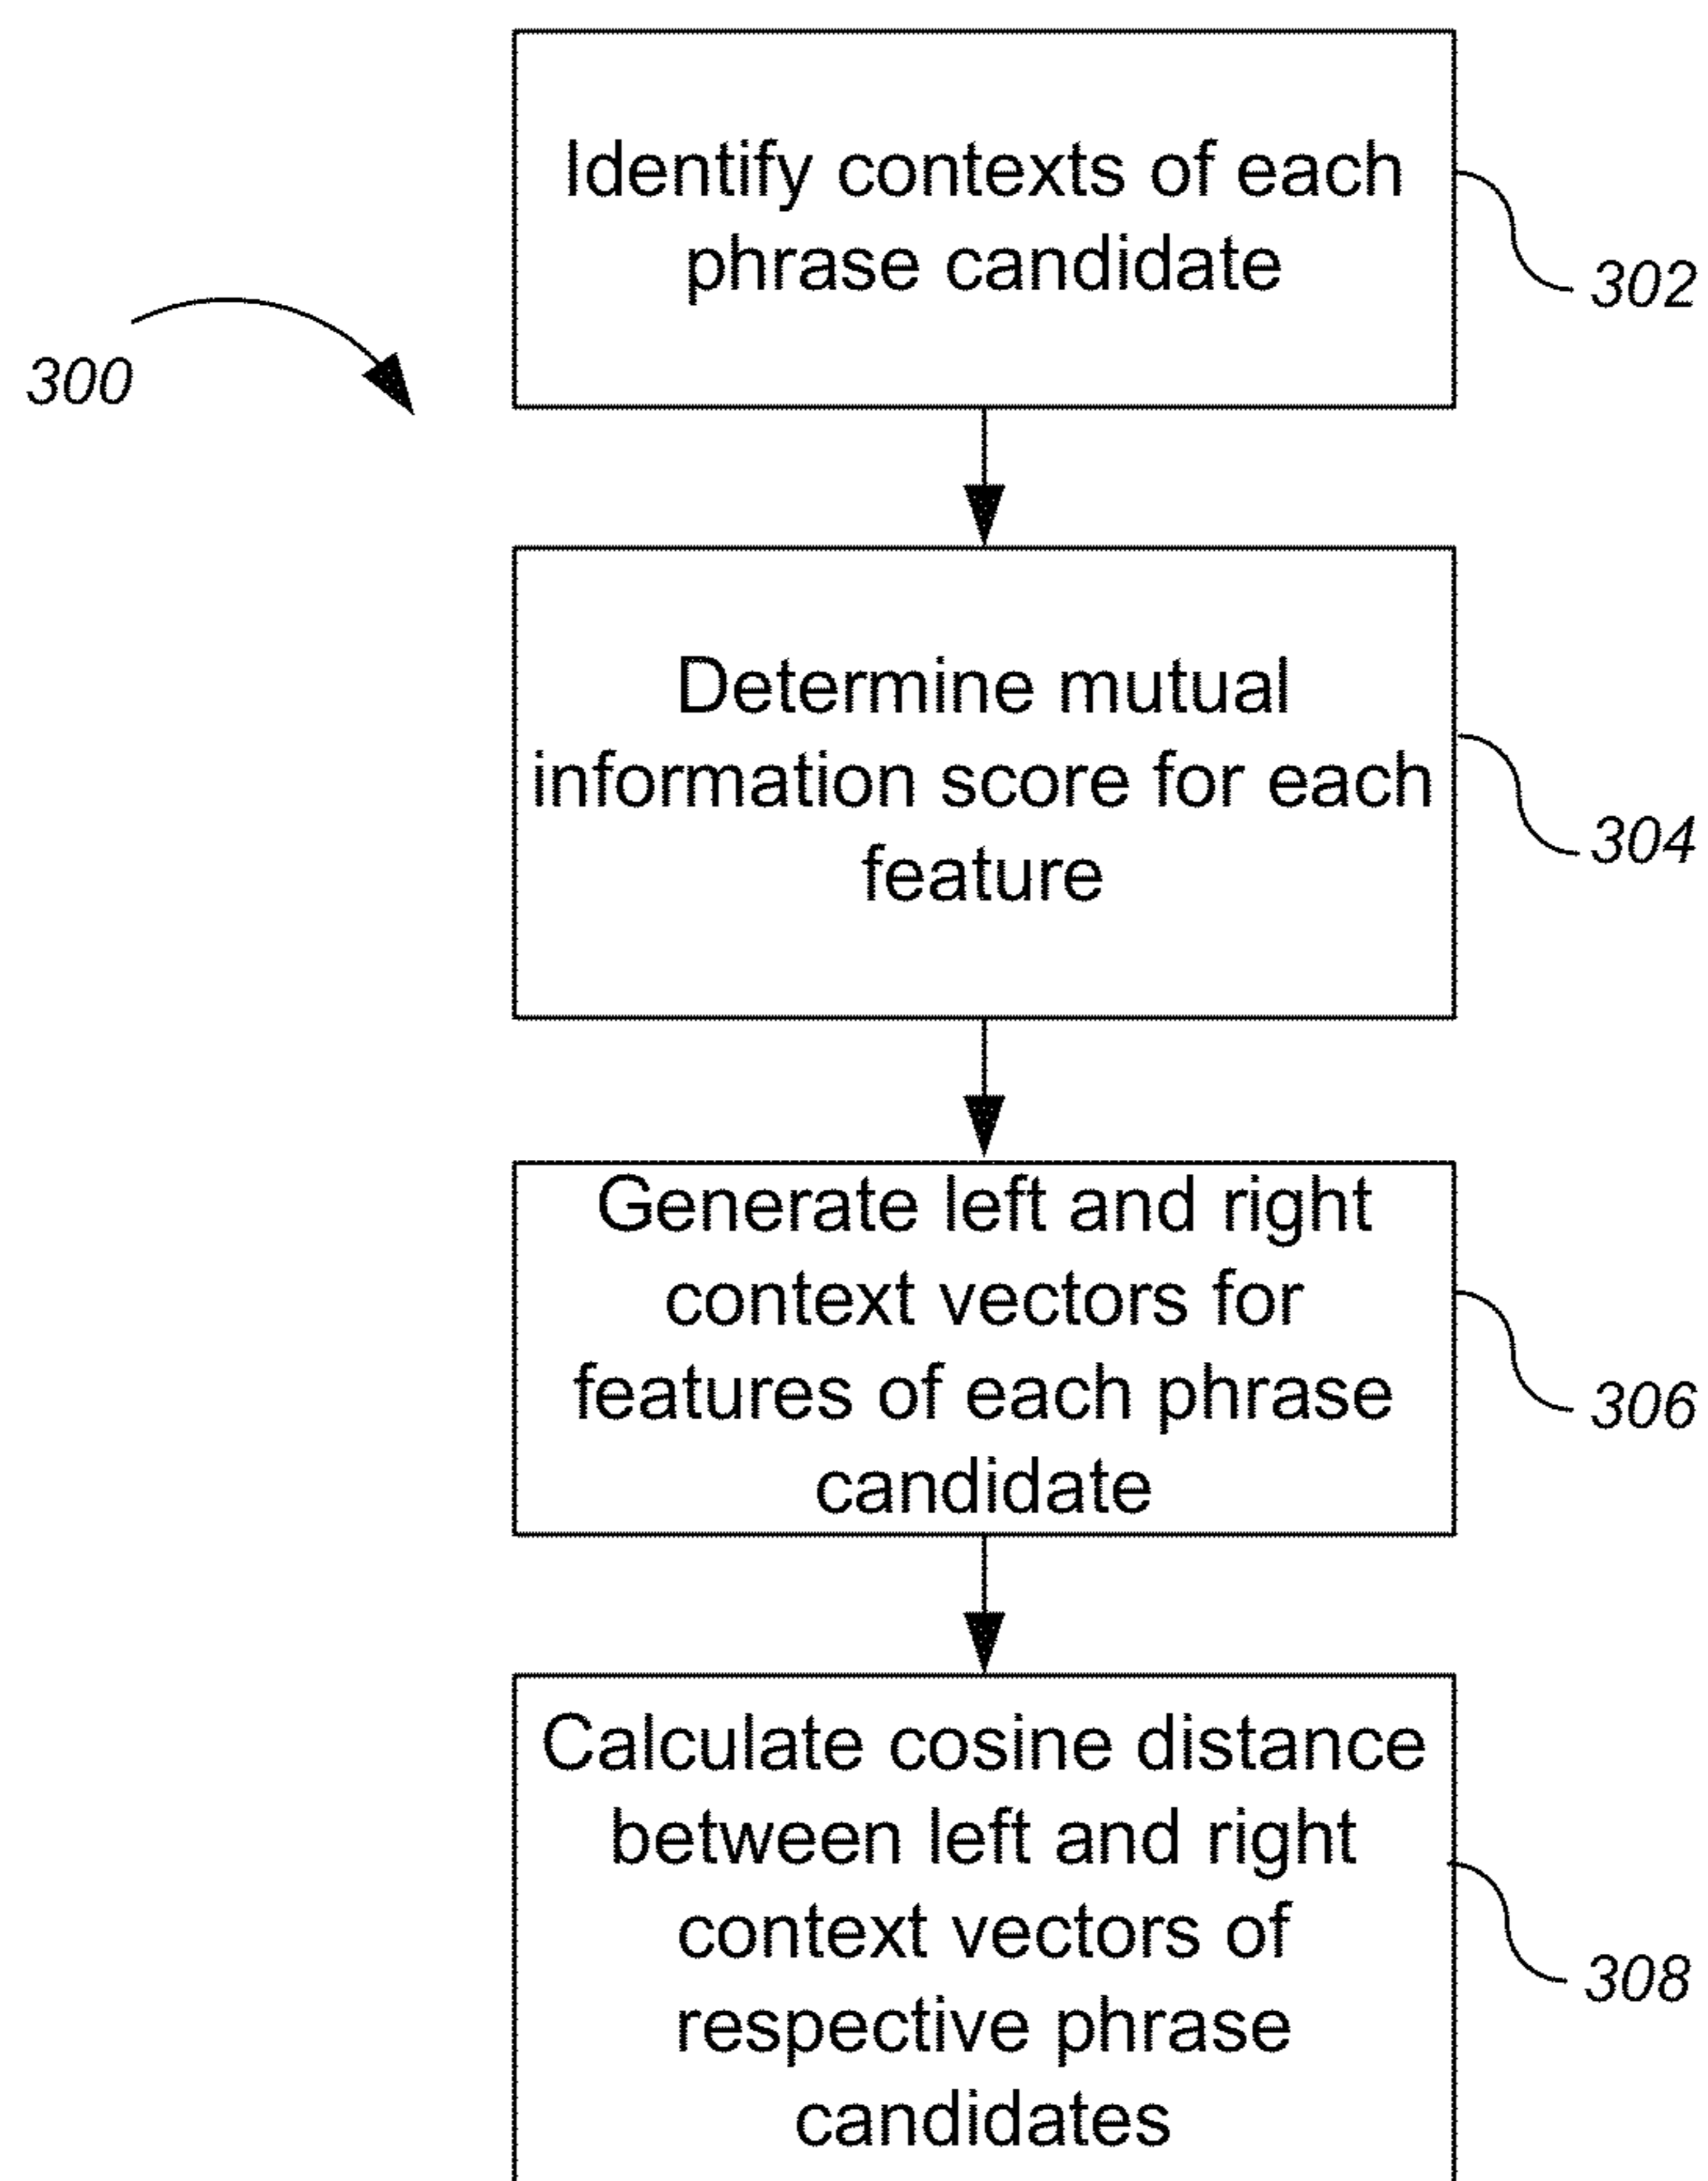 Identify contexts of each
phrase candidate
302
300
Determine mutual
information score for each
feature
304
Generate left and right
context vectors for
features of each phrase
candidate
306
Calculate cosine distance
between left and right
context vectors of
respective phrase
candidates
308